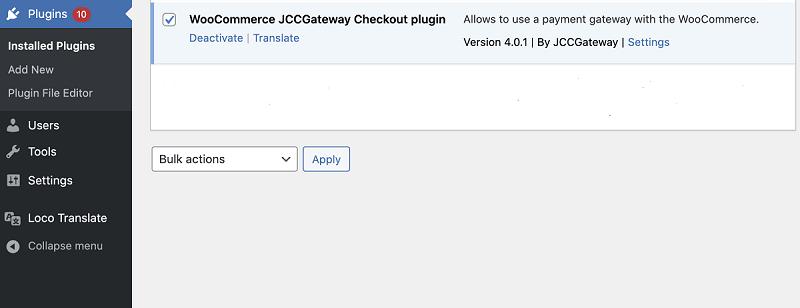 Plugins 10
Installed Plugins
Add New
Plugin File Editor
Users
Tools
Settings
Loco Translate
Collapse menu
WooCommerce JCCGateway Checkout plugin
Deactivate | Translate
Allows to use a payment gateway with the WooCommerce.
Version 4.0.1 | By JCCGateway | Settings
Bulk actions
Apply